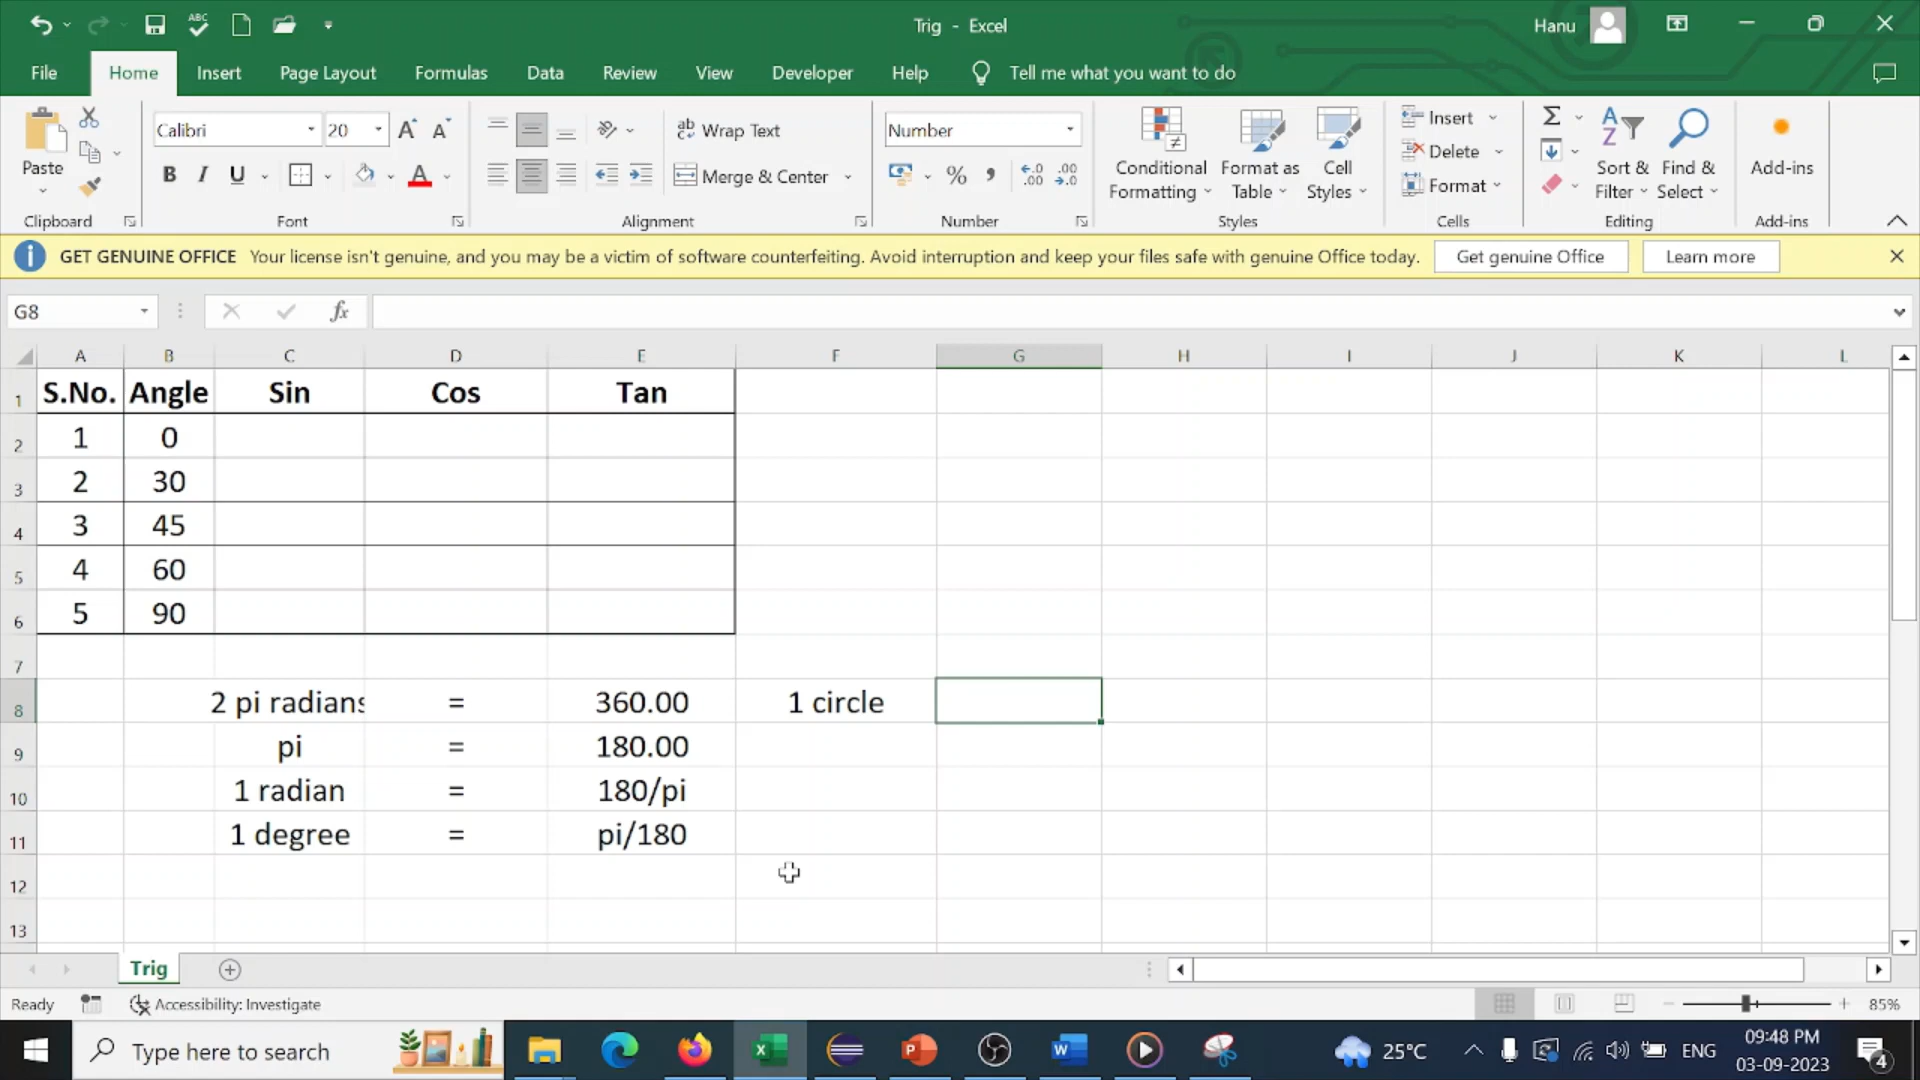 ABC
Trig - Excel
Hanu
File Home Insert Page Layout Formulas Data Review View Developer Help Tell me what you want to do
Paste
Clipboard
Calibri 20
B I U
Font
Wrap Text
Merge & Center
Alignment
Number
Number
Conditional Formatting
Format as Table
Cell Styles
Styles
Insert
Delete
Format
Cells
Sort & Filter
Find & Select
Editing
Add-ins
Add-ins
GET GENUINE OFFICE Your license isn't genuine, and you may be a victim of software counterfeiting. Avoid interruption and keep your files safe with genuine Office today. Get genuine Office Learn more
G8 fx
A B C D E F G H I J K L
1 S.No. Angle Sin Cos Tan
2 1 0
3 2 30
4 3 45
5 4 60
6 5 90
7
8 2 pi radians = 360.00 1 circle
9 pi = 180.00
10 1 radian = 180/pi
11 1 degree = pi/180
12
13
Trig
Ready Accessibility: Investigate 85%
Type here to search 25°C ENG 09:48 PM
03-09-2023 4